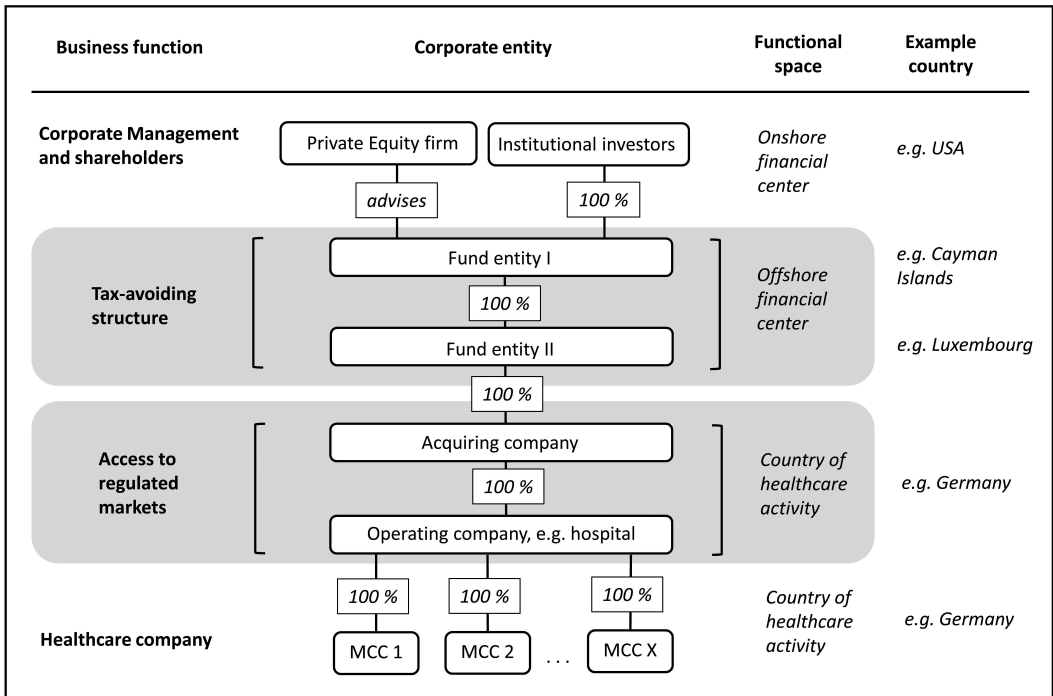 Business function
Corporate entity
Functional
space
Example
country
Corporate Management
and shareholders
Private Equity firm
Institutional investors
Onshore
financial
center
e.g. USA
advises
100 %
Tax-avoiding
structure
Fund entity I
100 %
Fund entity II
Offshore
financial
center
e.g. Cayman
Islands
e.g. Luxembourg
100 %
Access to
regulated
markets
Acquiring company
100 %
Operating company, e.g. hospital
Country of
healthcare
activity
e.g. Germany
100 %
100 %
100 %
Healthcare company
MCC 1
MCC 2
. . .
MCC X
Country of
healthcare
activity
e.g. Germany